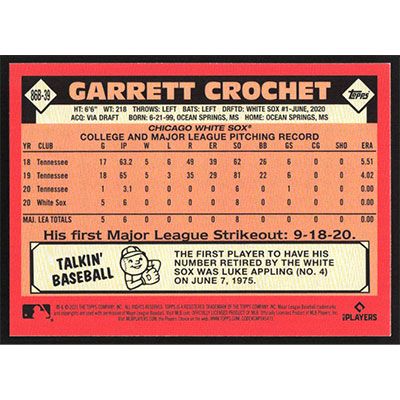 86B-39
GARRETT CROCHET
Topps
HT: 6'6" WT: 218 THROWS: LEFT BATS: LEFT DRFTD: WHITE SOX #1-JUNE, 2020
ACQ: VIA DRAFT BORN: 6-21-99, OCEAN SPRINGS, MS HOME: OCEAN SPRINGS, MS
CHICAGO WHITE SOX
COLLEGE AND MAJOR LEAGUE PITCHING RECORD
YR CLUB G IP W L R ER SO BB GS CG SHO ERA
18 Tennessee 17 63.2 5 6 49 39 62 26 6 0 0 5.51
19 Tennessee 18 65 5 3 35 29 81 22 6 0 0 4.02
20 Tennessee 1 3.1 0 0 0 0 6 0 1 0 0 0.00
20 White Sox 5 6 0 0 0 0 8 0 0 0 0 0.00
MAJ. LEA TOTALS 5 6 0 0 0 0 8 0 0 0 0 0.00
His first Major League Strikeout: 9-18-20.
TALKIN' BASEBALL
THE FIRST PLAYER TO HAVE HIS
NUMBER RETIRED BY THE WHITE
SOX WAS LUKE APPLING (NO. 4)
ON JUNE 7, 1975.
PLAYERS